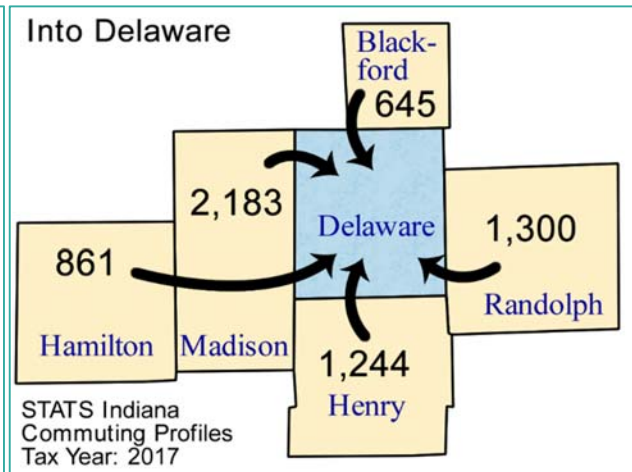 Into Delaware
Black-
ford
645
2,183
Delaware
1,300
861
Randolph
Hamilton
Madison
1,244
Henry
STATS Indiana
Commuting Profiles
Tax Year: 2017